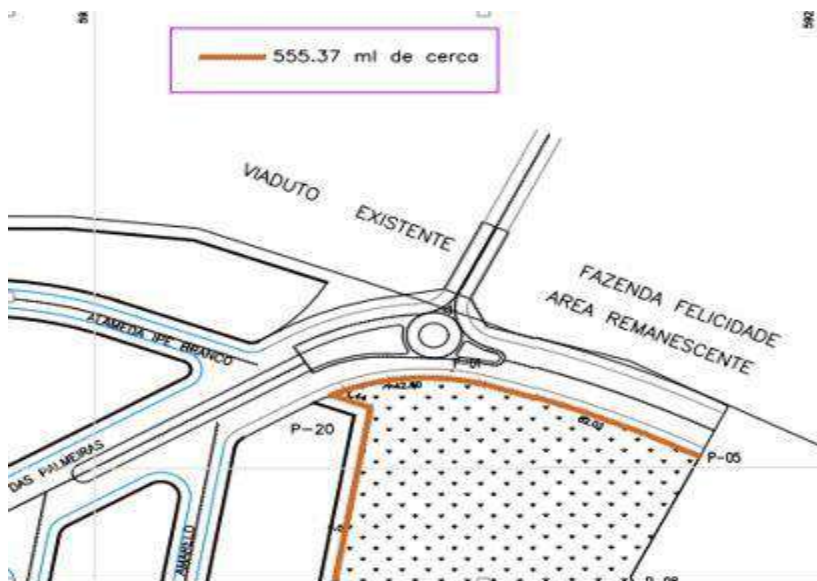 592
555.37 ml de cerca
VIADUTO EXISTENTE
FAZENDA FELICIDADE
AREA REMANESCENTE
ALAMEDA IPE BRANCO
P-20
P-05
DAS PALMEIRAS
AMARELO